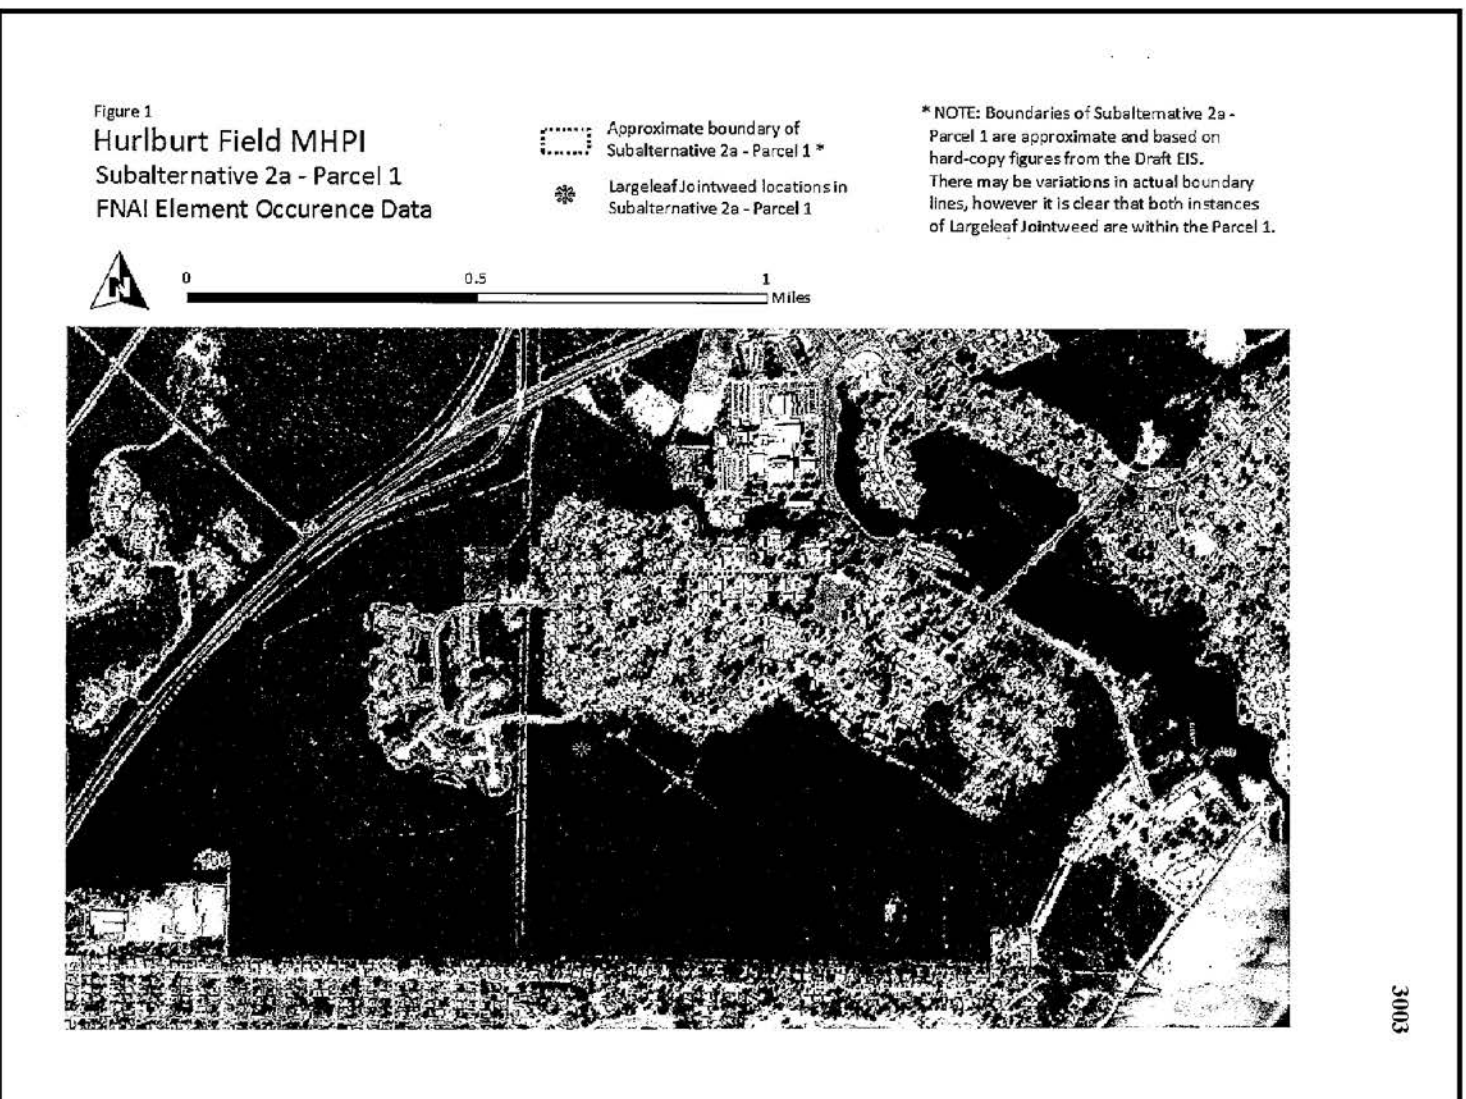 Figure 1
Hurlburt Field MHPI
Subalternative 2a - Parcel 1
FNAI Element Occurence Data
Approximate boundary of
Subalternative 2a - Parcel 1 *
Largeleaf Jointweed locations in
Subalternative 2a - Parcel 1
* NOTE: Boundaries of Subalternative 2a -
Parcel 1 are approximate and based on
hard-copy figures from the Draft EIS.
There may be variations in actual boundary
lines, however it is clear that both instances
of Largeleaf Jointweed are within the Parcel 1.
N
0 0.5 1
Miles
3003